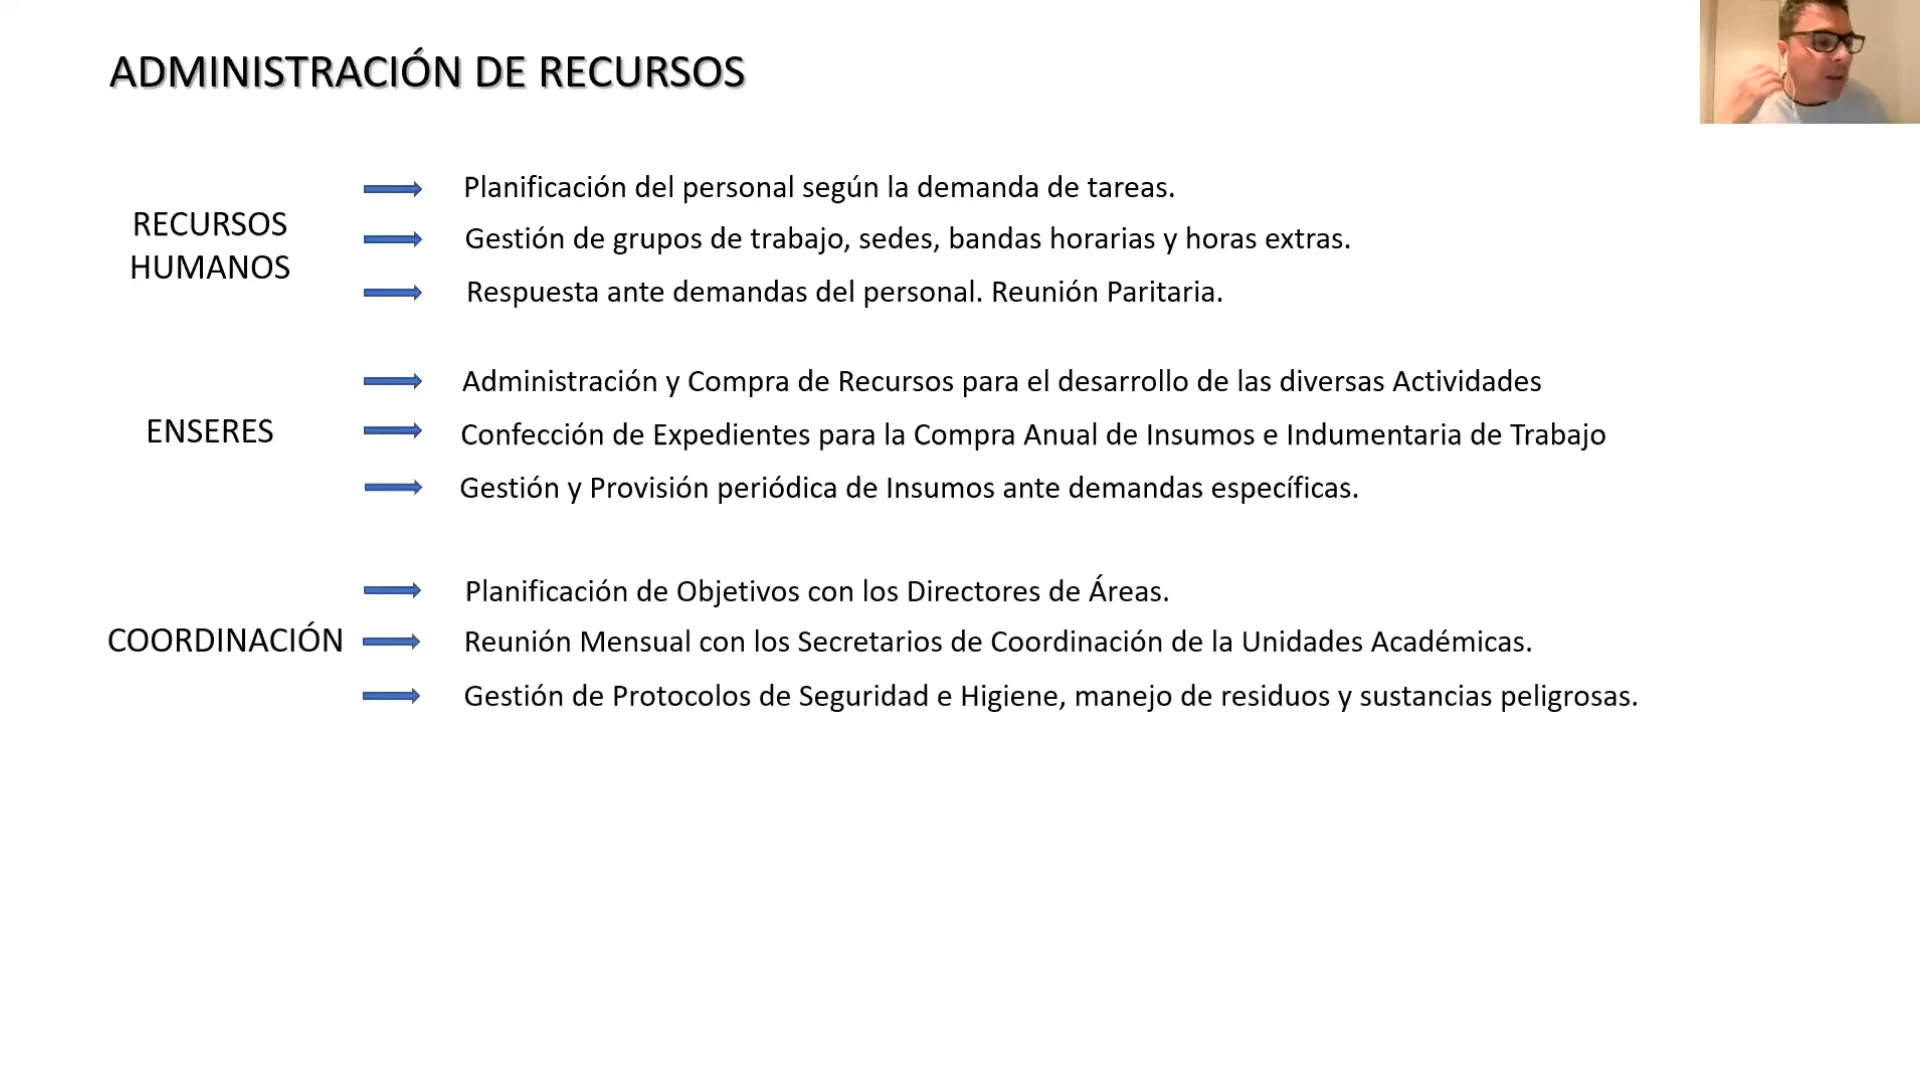 ADMINISTRACIÓN DE RECURSOS
RECURSOS
HUMANOS
Planificación del personal según la demanda de tareas.
Gestión de grupos de trabajo, sedes, bandas horarias y horas extras.
Respuesta ante demandas del personal. Reunión Paritaria.
ENSERES
Administración y Compra de Recursos para el desarrollo de las diversas Actividades
Confección de Expedientes para la Compra Anual de Insumos e Indumentaria de Trabajo
Gestión y Provisión periódica de Insumos ante demandas específicas.
COORDINACIÓN
Planificación de Objetivos con los Directores de Áreas.
Reunión Mensual con los Secretarios de Coordinación de la Unidades Académicas.
Gestión de Protocolos de Seguridad e Higiene, manejo de residuos y sustancias peligrosas.